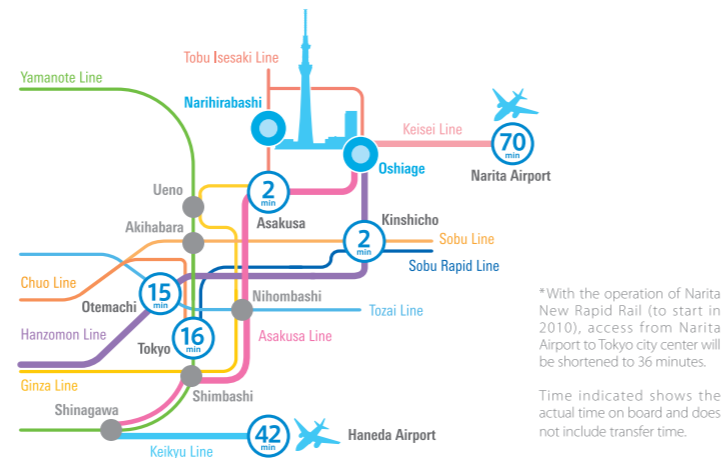 Tobu Isesaki Line
Yamanote Line
Narihirabashi
Keisei Line
70
min
Narita Airport
Oshiage
Ueno
2
min
Asakusa
Kinshicho
Akihabara
2
min
Sobu Line
Sobu Rapid Line
Chuo Line
15
min
Otemachi
Nihombashi
Tozai Line
Hanzomon Line
16
min
Tokyo
Asakusa Line
Ginza Line
Shimbashi
Shinagawa
42
min
Haneda Airport
Keikyu Line
*With the operation of Narita
New Rapid Rail (to start in
2010), access from Narita
Airport to Tokyo city center will
be shortened to 36 minutes.
Time indicated shows the
actual time on board and does
not include transfer time.